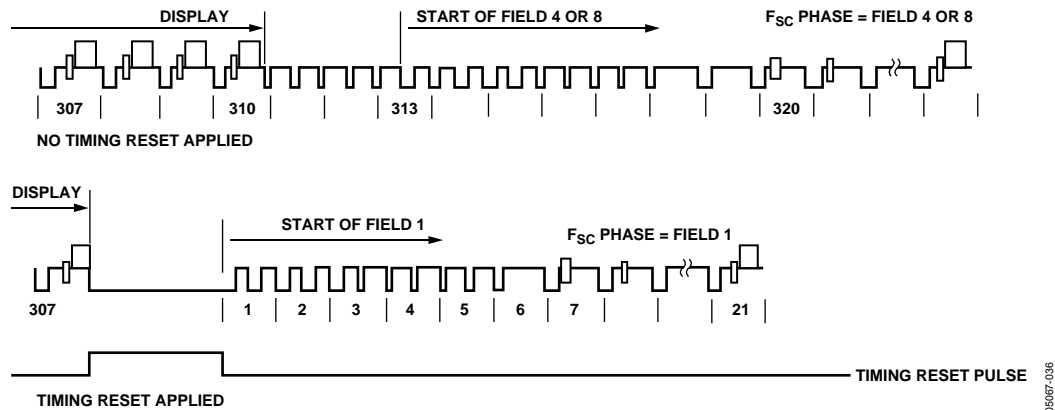 DISPLAY START OF FIELD 4 OR 8 FSC PHASE = FIELD 4 OR 8
307 310 313 320
NO TIMING RESET APPLIED
DISPLAY
START OF FIELD 1 FSC PHASE = FIELD 1
307 1 2 3 4 5 6 7 21
TIMING RESET PULSE
TIMING RESET APPLIED
05067-036